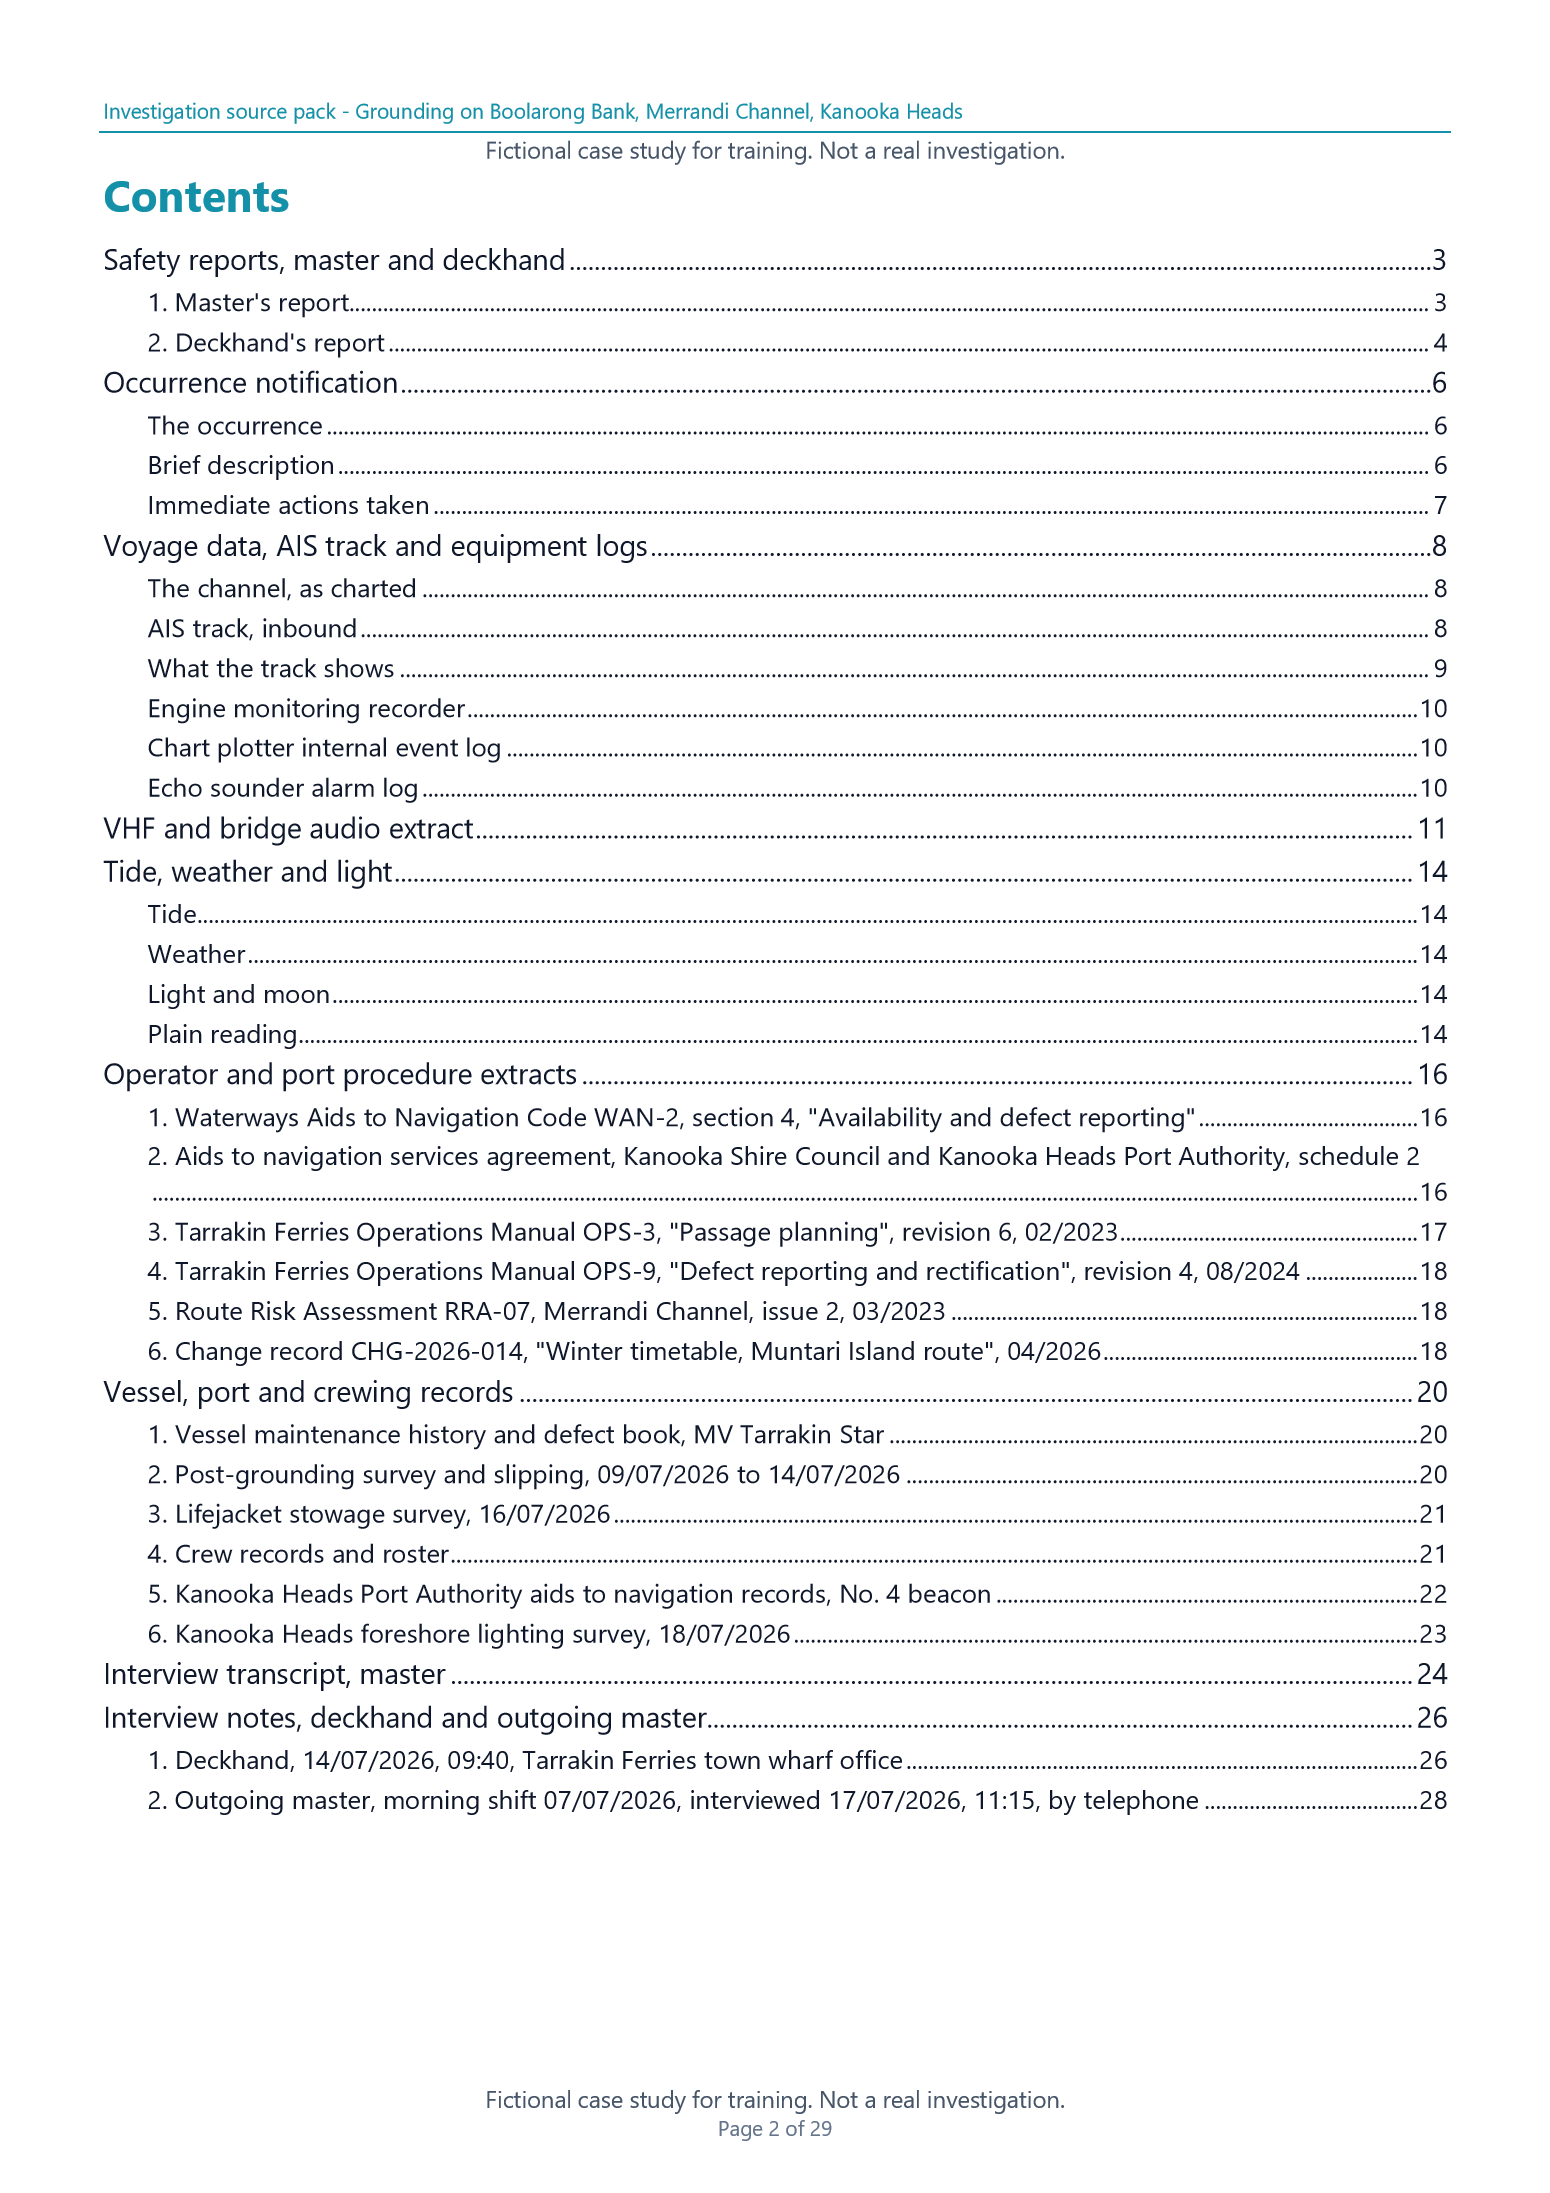 Investigation source pack - Grounding on Boolarong Bank, Merrandi Channel, Kanooka Heads
Fictional case study for training. Not a real investigation.
Contents
Safety reports, master and deckhand 3
1. Master's report 3
2. Deckhand's report 4
Occurrence notification 6
The occurrence 6
Brief description 6
Immediate actions taken 7
Voyage data, AIS track and equipment logs 8
The channel, as charted 8
AIS track, inbound 8
What the track shows 9
Engine monitoring recorder 10
Chart plotter internal event log 10
Echo sounder alarm log 10
VHF and bridge audio extract 11
Tide, weather and light 14
Tide 14
Weather 14
Light and moon 14
Plain reading 14
Operator and port procedure extracts 16
1. Waterways Aids to Navigation Code WAN-2, section 4, "Availability and defect reporting" 16
2. Aids to navigation services agreement, Kanooka Shire Council and Kanooka Heads Port Authority, schedule 2
16
3. Tarrakin Ferries Operations Manual OPS-3, "Passage planning", revision 6, 02/2023 17
4. Tarrakin Ferries Operations Manual OPS-9, "Defect reporting and rectification", revision 4, 08/2024 18
5. Route Risk Assessment RRA-07, Merrandi Channel, issue 2, 03/2023 18
6. Change record CHG-2026-014, "Winter timetable, Muntari Island route", 04/2026 18
Vessel, port and crewing records 20
1. Vessel maintenance history and defect book, MV Tarrakin Star 20
2. Post-grounding survey and slipping, 09/07/2026 to 14/07/2026 20
3. Lifejacket stowage survey, 16/07/2026 21
4. Crew records and roster 21
5. Kanooka Heads Port Authority aids to navigation records, No. 4 beacon 22
6. Kanooka Heads foreshore lighting survey, 18/07/2026 23
Interview transcript, master 24
Interview notes, deckhand and outgoing master 26
1. Deckhand, 14/07/2026, 09:40, Tarrakin Ferries town wharf office 26
2. Outgoing master, morning shift 07/07/2026, interviewed 17/07/2026, 11:15, by telephone 28
Fictional case study for training. Not a real investigation.
Page 2 of 29